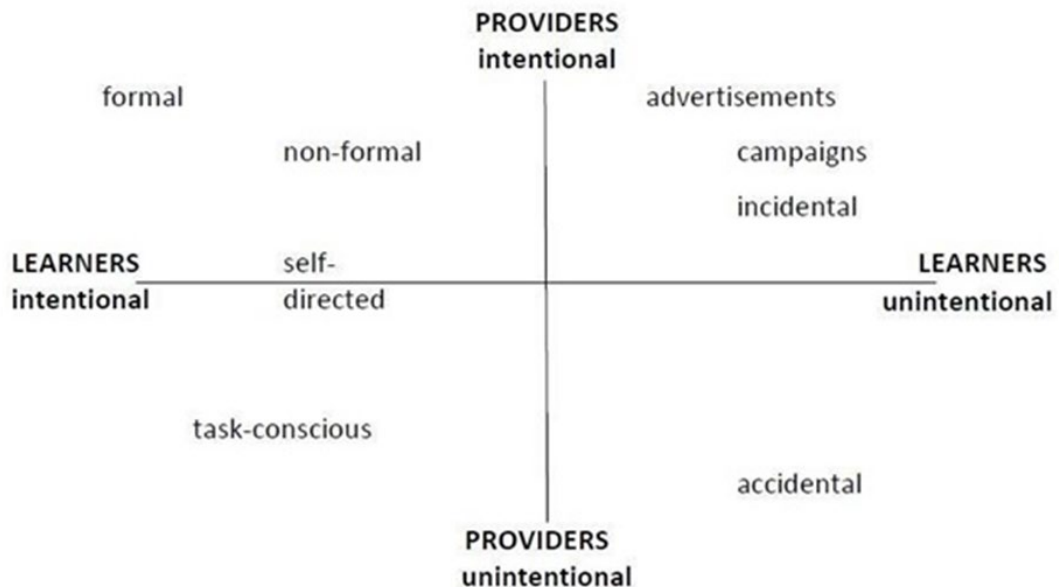 PROVIDERS
intentional
formal
advertisements
non-formal
campaigns
incidental
LEARNERS
intentional
self-
directed
LEARNERS
unintentional
task-conscious
accidental
PROVIDERS
unintentional